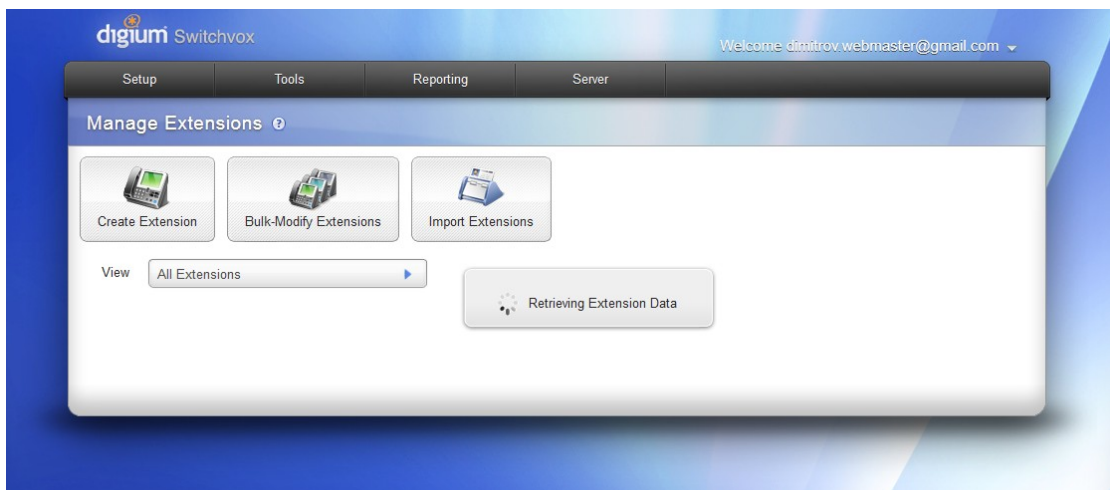 digium Switchvox
Welcome dimitrov.webmaster@gmail.com
Setup Tools Reporting Server
Manage Extensions ?
Create Extension Bulk-Modify Extensions Import Extensions
View All Extensions
Retrieving Extension Data